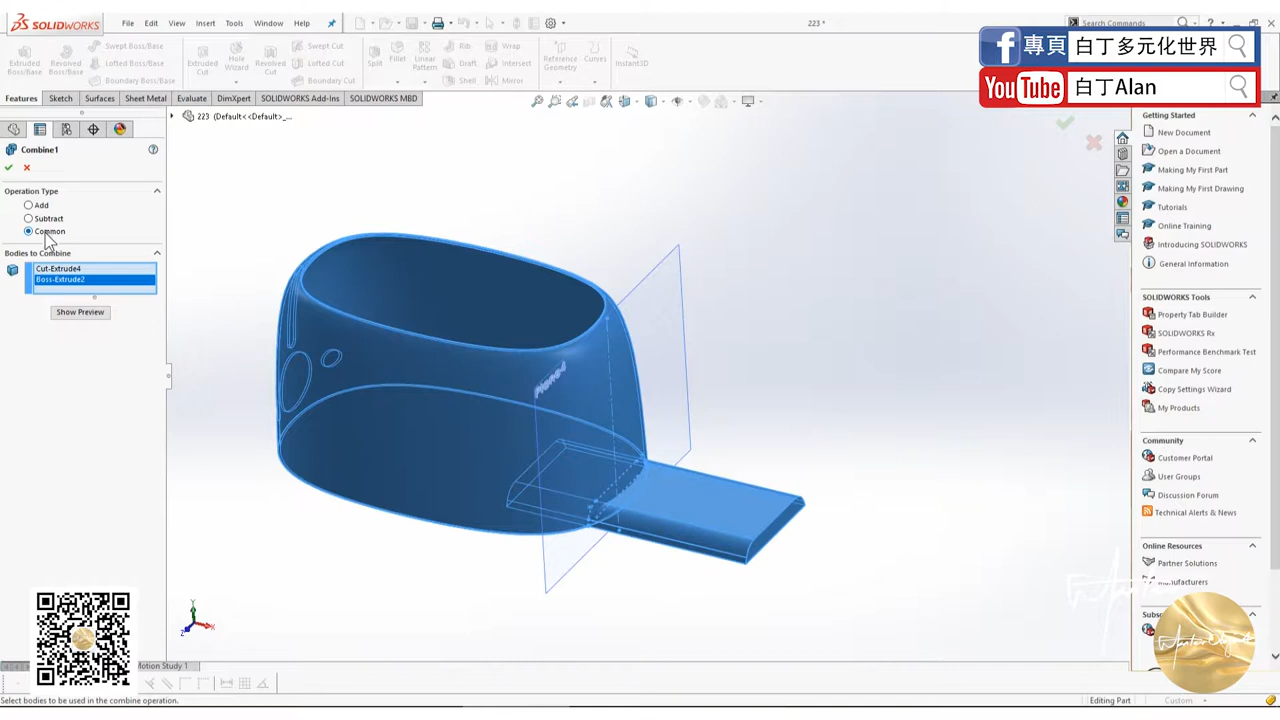 SOLIDWORKS
File Edit View Insert Tools Window Help
223 *
Search Commands
専頁 白丁多元化世界
YouTube 白丁Alan
Extruded Boss/Base
Revolved Boss/Base
Swept Boss/Base
Lofted Boss/Base
Boundary Boss/Base
Extruded Cut
Hole Wizard
Revolved Cut
Swept Cut
Lofted Cut
Boundary Cut
Split
Fillet
Linear Pattern
Rib
Draft
Shell
Wrap
Intersect
Mirror
Reference Geometry
Curves
Instant3D
Features Sketch Surfaces Sheet Metal Evaluate DimXpert SOLIDWORKS Add-Ins SOLIDWORKS MBD
223 (Default<<Default>_...
Combine1
Operation Type
Add
Subtract
Common
Bodies to Combine
Cut-Extrude4
Boss-Extrude2
Show Preview
Getting Started
New Document
Open a Document
Making My First Part
Making My First Drawing
Tutorials
Online Training
Introducing SOLIDWORKS
General Information
SOLIDWORKS Tools
Property Tab Builder
SOLIDWORKS Rx
Performance Benchmark Test
Compare My Score
Copy Settings Wizard
My Products
Community
Customer Portal
User Groups
Discussion Forum
Technical Alerts & News
Online Resources
Partner Solutions
Manufacturers
Y
Z
X
Motion Study 1
Select bodies to be used in the combine operation.
Editing Part
Custom